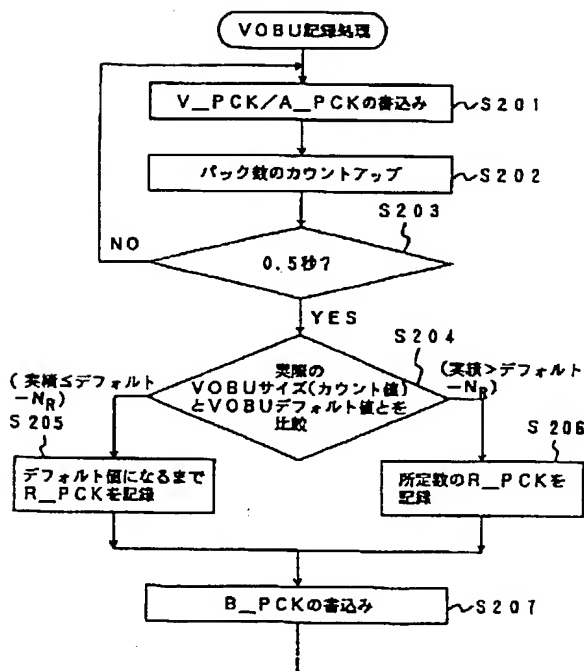 VOBU記録処理
V_PCK／A_PCKの書込み
S201
パック数のカウントアップ
S202
S203
NO
0.5秒?
YES
S204
実際の
VOBUサイズ(カウント値)
とVOBUデフォルト値とを
比較
(実績≤デフォルト
-NR)
(実績>デフォルト
-NR)
S205
S206
デフォルト値になるまで
R_PCKを記録
所定数のR_PCKを
記録
B_PCKの書込み
S207